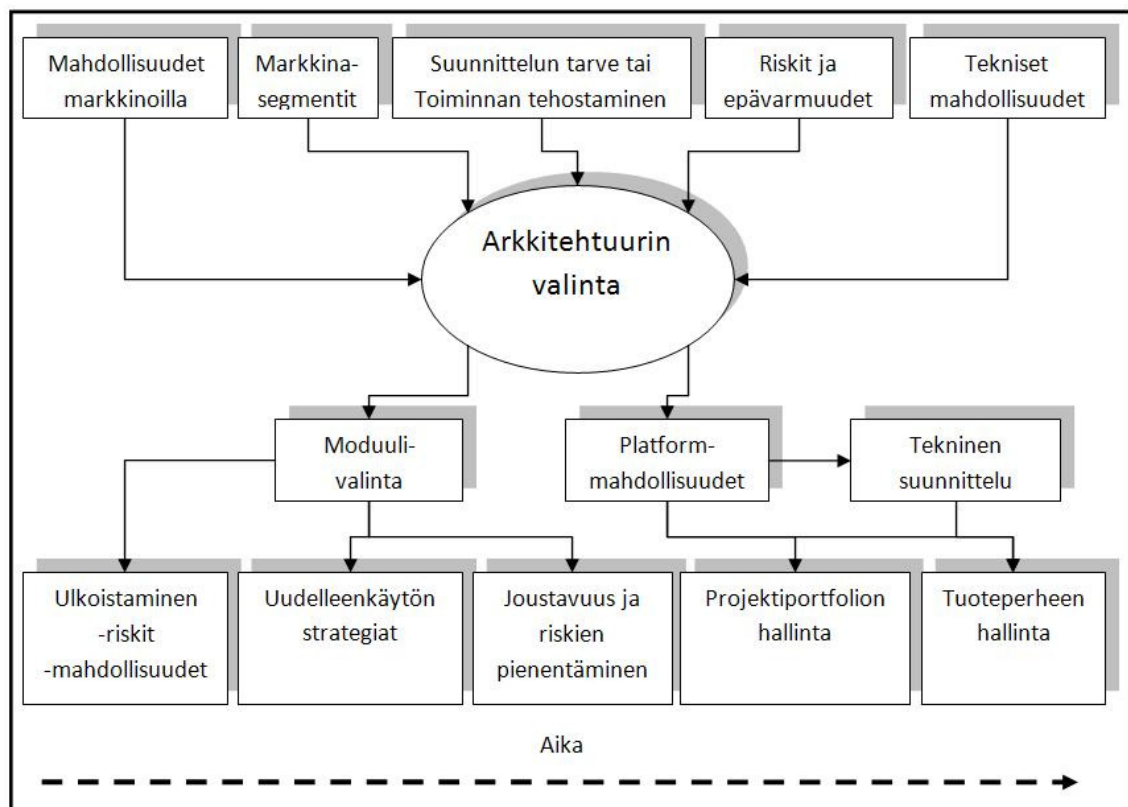 Mahdollisuudet
markkinoilla
Markkina-
segmentit
Suunnittelun tarve tai
Toiminnan tehostaminen
Riskit ja
epävarmuudet
Tekniset
mahdollisuudet
Arkkitehtuurin
valinta
Moduuli-
valinta
Platform-
mahdollisuudet
Tekninen
suunnittelu
Ulkoistaminen
-riskit
-mahdollisuudet
Uudelleenkäytön
strategiat
Joustavuus ja
riskien
pienentäminen
Projektiportfolion
hallinta
Tuoteperheen
hallinta
Aika